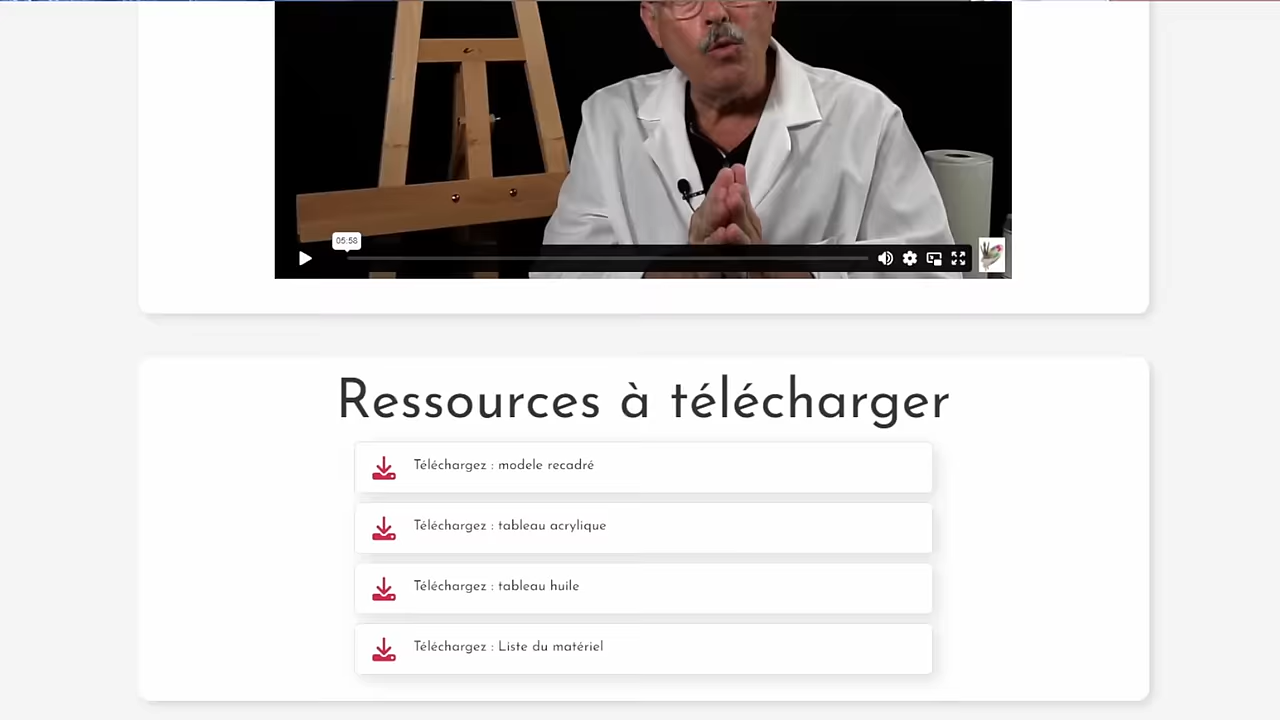 05:58
Ressources à télécharger
Téléchargez : modele recadré
Téléchargez : tableau acrylique
Téléchargez : tableau huile
Téléchargez : Liste du matériel